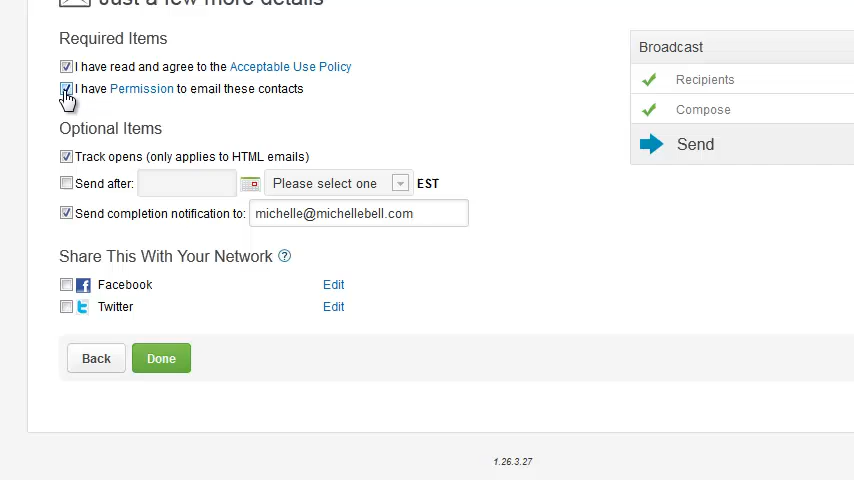 Just a few more details
Required Items
I have read and agree to the Acceptable Use Policy
I have Permission to email these contacts
Optional Items
Track opens (only applies to HTML emails)
Send after: Please select one EST
Send completion notification to: michelle@michellebell.com
Share This With Your Network ?
Facebook Edit
Twitter Edit
Back Done
Broadcast
Recipients
Compose
Send
1.26.3.27